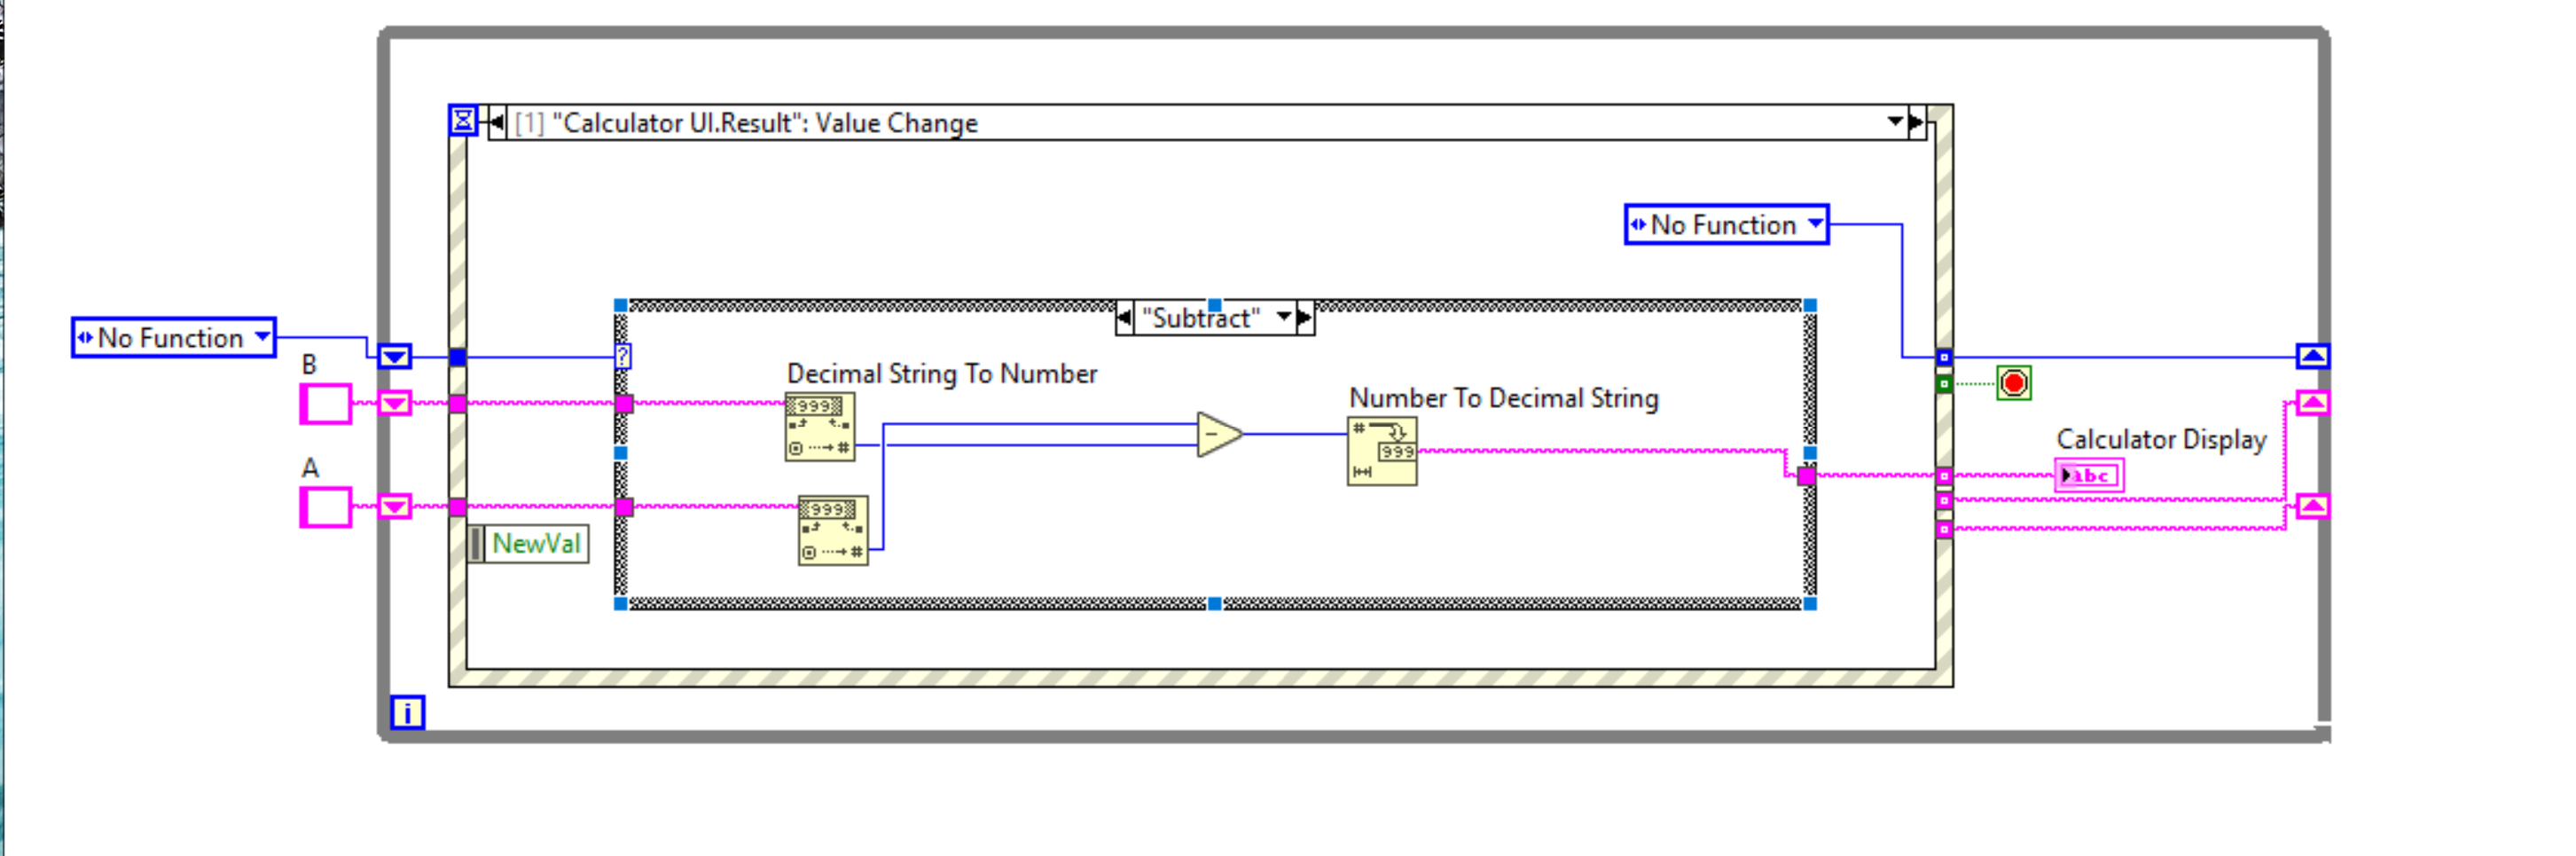 [1] "Calculator UI.Result": Value Change
No Function
No Function
"Subtract"
B
Decimal String To Number
999
Number To Decimal String
#
999
#
Calculator Display
abc
A
999
#
NewVal
?
i